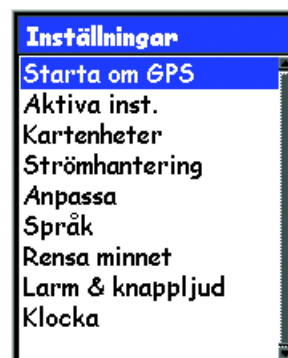 Inställningar
Starta om GPS
Aktiva inst.
Kartenheter
Strömhantering
Anpassa
Språk
Rensa minnet
Larm & knappljud
Klocka